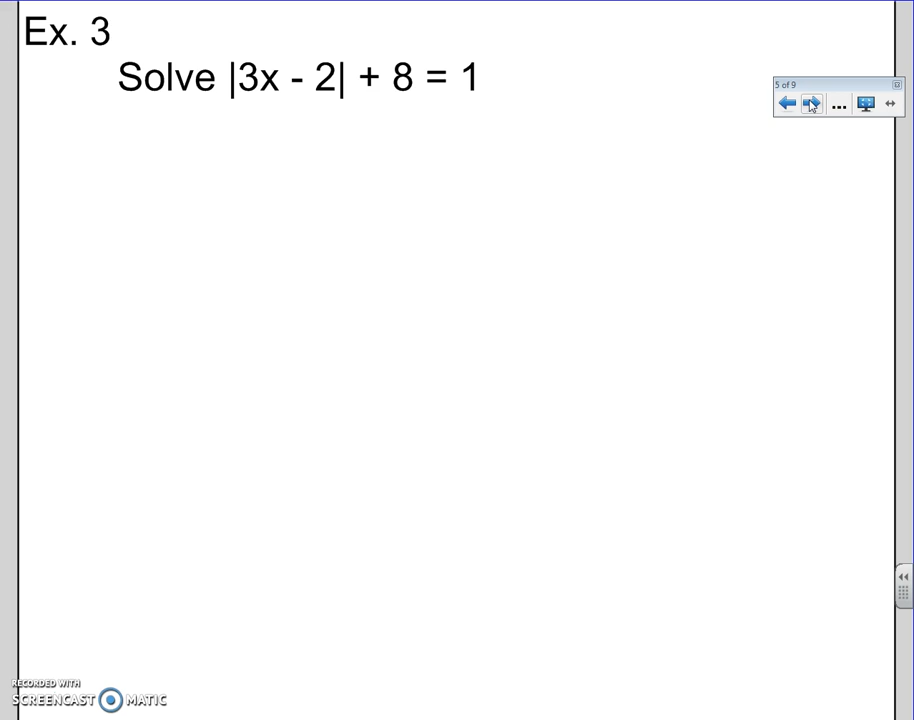 Ex. 3
Solve |3x - 2| + 8 = 1
5 of 9
...
RECORDED WITH
SCREENCAST MATIC